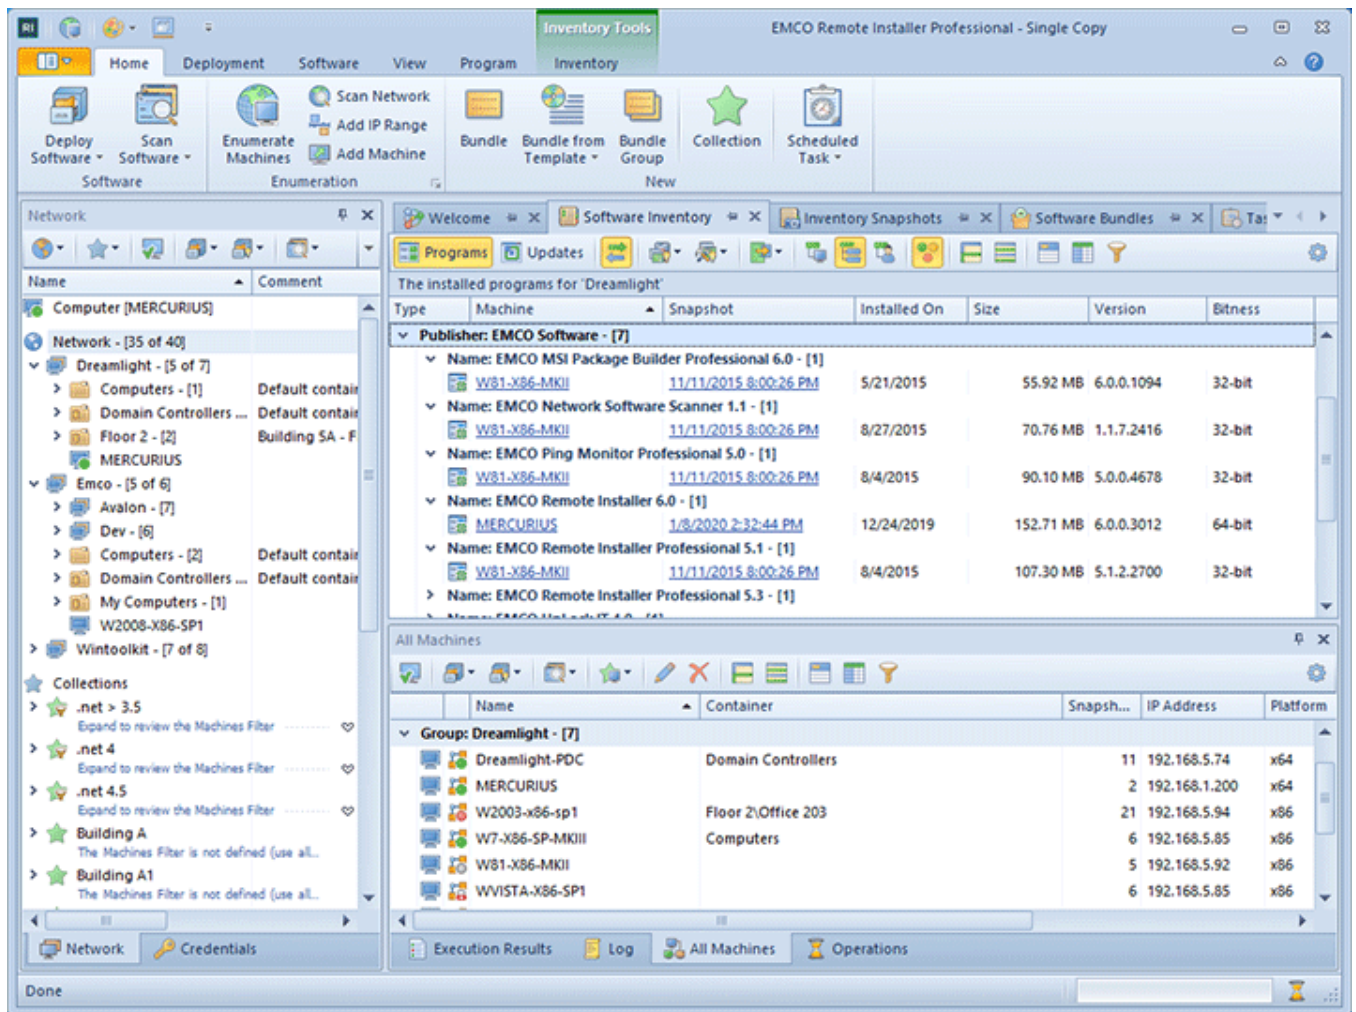 RI
Inventory Tools
EMCO Remote Installer Professional - Single Copy
Home Deployment Software View Program Inventory
Deploy Software
Scan Software
Software
Enumerate Machines
Scan Network
Add IP Range
Add Machine
Enumeration
Bundle
Bundle from Template
Bundle Group
Collection
Scheduled Task
New
Network
Name Comment
Computer [MERCURIUS]
Network - [35 of 40]
Dreamlight - [5 of 7]
Computers - [1] Default contair
Domain Controllers ... Default contair
Floor 2 - [2] Building SA - F
MERCURIUS
Emco - [5 of 6]
Avalon - [7]
Dev - [6]
Computers - [2] Default contair
Domain Controllers ... Default contair
My Computers - [1]
W2008-X86-SP1
Wintoolkit - [7 of 8]
Collections
.net > 3.5
Expand to review the Machines Filter
.net 4
Expand to review the Machines Filter
.net 4.5
Expand to review the Machines Filter
Building A
The Machines Filter is not defined (use all...
Building A1
The Machines Filter is not defined (use all...
Network Credentials
Welcome Software Inventory Inventory Snapshots Software Bundles Tas
Programs Updates
The installed programs for 'Dreamlight'
Type Machine Snapshot Installed On Size Version Bitness
Publisher: EMCO Software - [7]
Name: EMCO MSI Package Builder Professional 6.0 - [1]
W81-X86-MKII 11/11/2015 8:00:26 PM 5/21/2015 55.92 MB 6.0.0.1094 32-bit
Name: EMCO Network Software Scanner 1.1 - [1]
W81-X86-MKII 11/11/2015 8:00:26 PM 8/27/2015 70.76 MB 1.1.7.2416 32-bit
Name: EMCO Ping Monitor Professional 5.0 - [1]
W81-X86-MKII 11/11/2015 8:00:26 PM 8/4/2015 90.10 MB 5.0.0.4678 32-bit
Name: EMCO Remote Installer 6.0 - [1]
MERCURIUS 1/8/2020 2:32:44 PM 12/24/2019 152.71 MB 6.0.0.3012 64-bit
Name: EMCO Remote Installer Professional 5.1 - [1]
W81-X86-MKII 11/11/2015 8:00:26 PM 8/4/2015 107.30 MB 5.1.2.2700 32-bit
Name: EMCO Remote Installer Professional 5.3 - [1]
Name: EMCO UnLock IT 4.0 - [1]
All Machines
Name Container Snapsh... IP Address Platform
Group: Dreamlight - [7]
Dreamlight-PDC Domain Controllers 11 192.168.5.74 x64
MERCURIUS 2 192.168.1.200 x64
W2003-x86-sp1 Floor 2\Office 203 21 192.168.5.94 x86
W7-X86-SP-MKIII Computers 6 192.168.5.85 x86
W81-X86-MKII 5 192.168.5.92 x86
WVISTA-X86-SP1 6 192.168.5.85 x86
Execution Results Log All Machines Operations
Done